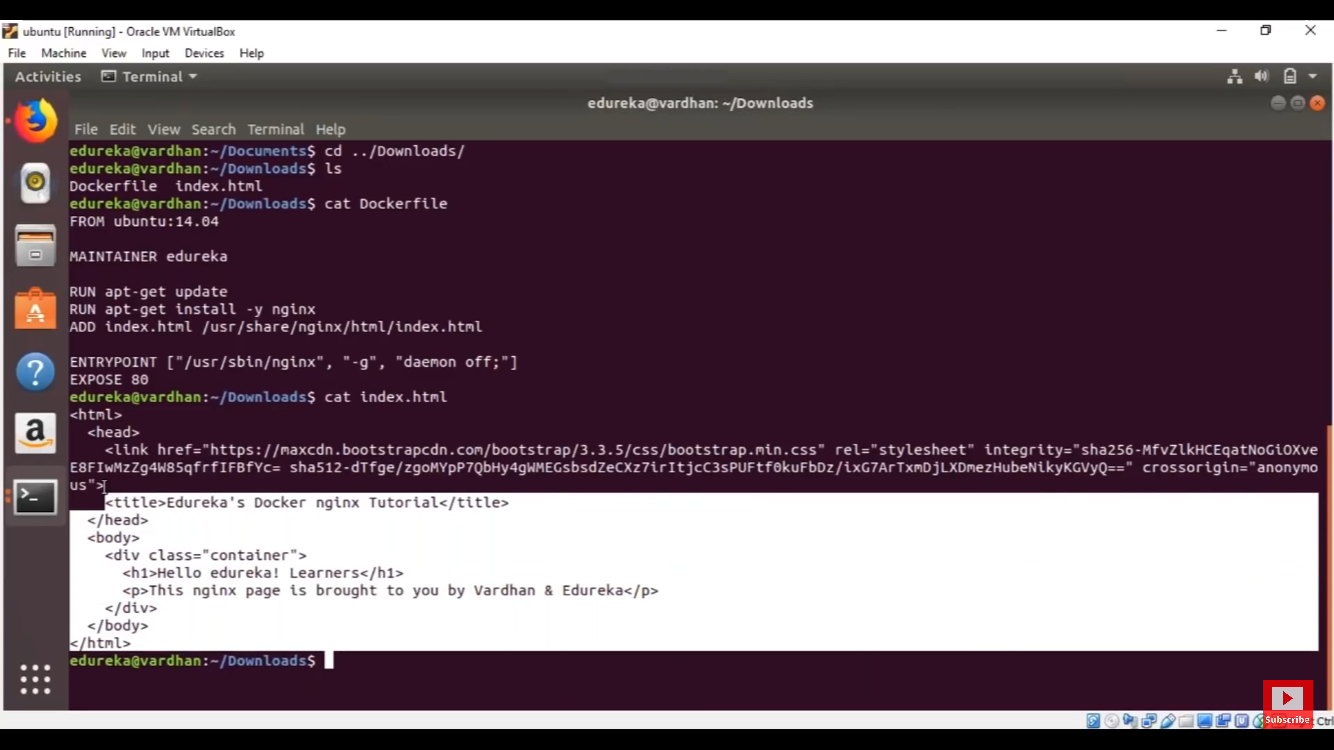 ubuntu [Running] - Oracle VM VirtualBox
File Machine View Input Devices Help
Activities Terminal
edureka@vardhan: ~/Downloads
File Edit View Search Terminal Help
edureka@vardhan:~/Documents$ cd ../Downloads/
edureka@vardhan:~/Downloads$ ls
Dockerfile  index.html
edureka@vardhan:~/Downloads$ cat Dockerfile
FROM ubuntu:14.04
MAINTAINER edureka
RUN apt-get update
RUN apt-get install -y nginx
ADD index.html /usr/share/nginx/html/index.html
ENTRYPOINT ["/usr/sbin/nginx", "-g", "daemon off;"]
EXPOSE 80
edureka@vardhan:~/Downloads$ cat index.html
<html>
  <head>
    <link href="https://maxcdn.bootstrapcdn.com/bootstrap/3.3.5/css/bootstrap.min.css" rel="stylesheet" integrity="sha256-MfvZlkHCEqatNoGiOXve
E8FIwMzZg4W85qfrfIFBfYc= sha512-dTfge/zgoMYpP7QbHy4gWMEGsbsdZeCXz7irItjcC3sPUFtf0kuFbDz/ixG7ArTxmDjLXDmezHubeNikyKGVyQ==" crossorigin="anonymo
us">
    <title>Edureka's Docker nginx Tutorial</title>
  </head>
  <body>
    <div class="container">
      <h1>Hello edureka! Learners</h1>
      <p>This nginx page is brought to you by Vardhan & Edureka</p>
    </div>
  </body>
</html>
edureka@vardhan:~/Downloads$
Subscribe
Ctrl